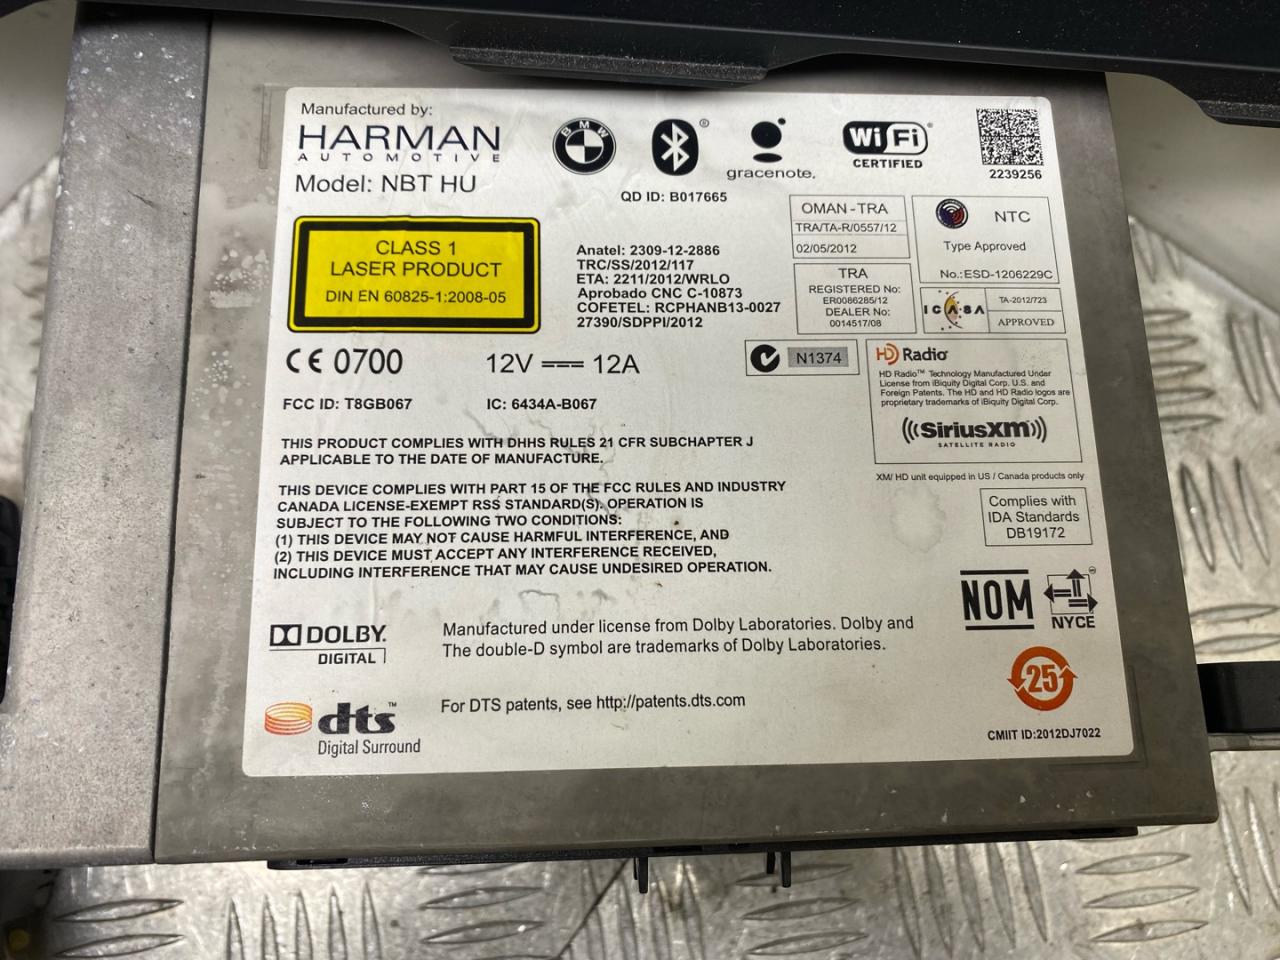 Manufactured by:
HARMAN
AUTOMOTIVE
Model: NBT HU
BMW
®
gracenote.
Wi Fi®
CERTIFIED
2239256
QD ID: B017665
CLASS 1
LASER PRODUCT
DIN EN 60825-1:2008-05
Anatel: 2309-12-2886
TRC/SS/2012/117
ETA: 2211/2012/WRLO
Aprobado CNC C-10873
COFETEL: RCPHANB13-0027
27390/SDPPI/2012
OMAN - TRA
TRA/TA-R/0557/12
02/05/2012
NTC
Type Approved
No.:ESD-1206229C
TRA
REGISTERED No:
ER0086285/12
DEALER No:
0014517/08
ICASA
TA-2012/723
APPROVED
CE 0700
12V 12A
N1374
FCC ID: T8GB067
IC: 6434A-B067
HD Radio
HD Radio™ Technology Manufactured Under
License from iBiquity Digital Corp. U.S. and
Foreign Patents. The HD and HD Radio logos are
proprietary trademarks of iBiquity Digital Corp.
SiriusXM
SATELLITE RADIO
XM/ HD unit equipped in US / Canada products only
THIS PRODUCT COMPLIES WITH DHHS RULES 21 CFR SUBCHAPTER J
APPLICABLE TO THE DATE OF MANUFACTURE.
THIS DEVICE COMPLIES WITH PART 15 OF THE FCC RULES AND INDUSTRY
CANADA LICENSE-EXEMPT RSS STANDARD(S). OPERATION IS
SUBJECT TO THE FOLLOWING TWO CONDITIONS:
(1) THIS DEVICE MAY NOT CAUSE HARMFUL INTERFERENCE, AND
(2) THIS DEVICE MUST ACCEPT ANY INTERFERENCE RECEIVED,
INCLUDING INTERFERENCE THAT MAY CAUSE UNDESIRED OPERATION.
Complies with
IDA Standards
DB19172
NOM
NYCE
DOLBY
DIGITAL
Manufactured under license from Dolby Laboratories. Dolby and
The double-D symbol are trademarks of Dolby Laboratories.
25
dts™
Digital Surround
For DTS patents, see http://patents.dts.com
CMIIT ID:2012DJ7022